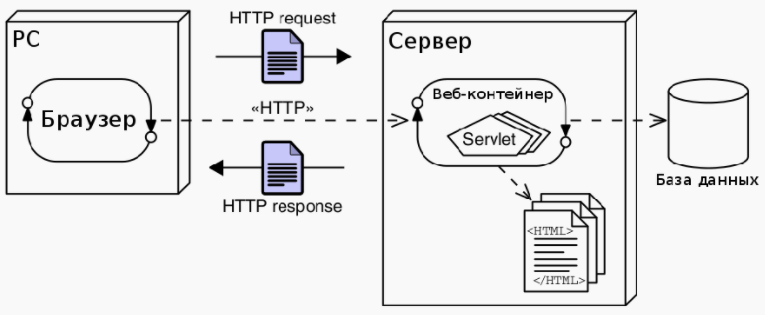 HTTP request
PC
Сервер
Браузер
«HTTP»
Веб-контейнер
Servlet
База данных
HTTP response
<HTML>
</HTML>